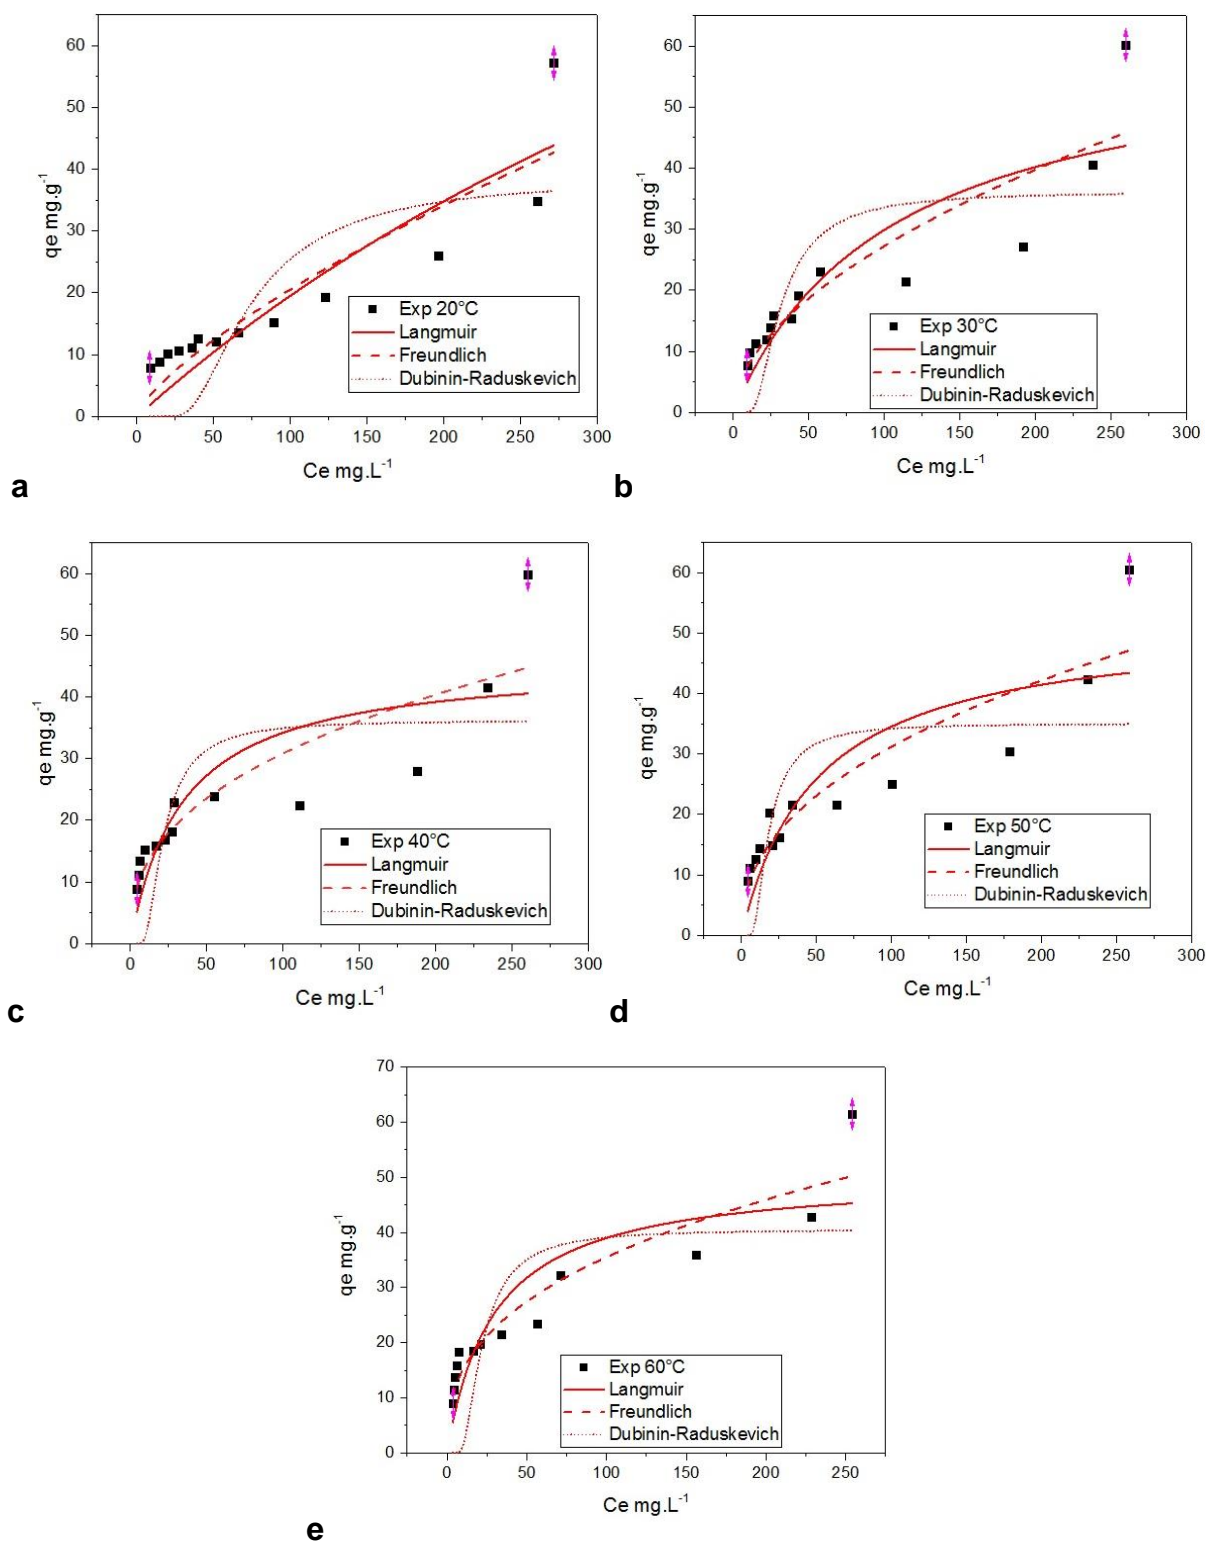 60
50
40
30
20
10
0
qe mg.g⁻¹
Exp 20°C
Langmuir
Freundlich
Dubinin-Raduskevich
0 50 100 150 200 250 300
Ce mg.L⁻¹
a
60
50
40
30
20
10
0
qe mg.g⁻¹
Exp 30°C
Langmuir
Freundlich
Dubinin-Raduskevich
0 50 100 150 200 250 300
Ce mg.L⁻¹
b
60
50
40
30
20
10
0
qe mg.g⁻¹
Exp 40°C
Langmuir
Freundlich
Dubinin-Raduskevich
0 50 100 150 200 250 300
Ce mg.L⁻¹
c
60
50
40
30
20
10
0
qe mg.g⁻¹
Exp 50°C
Langmuir
Freundlich
Dubinin-Raduskevich
0 50 100 150 200 250 300
Ce mg.L⁻¹
d
70
60
50
40
30
20
10
0
qe mg.g⁻¹
Exp 60°C
Langmuir
Freundlich
Dubinin-Raduskevich
0 50 100 150 200 250
Ce mg.L⁻¹
e